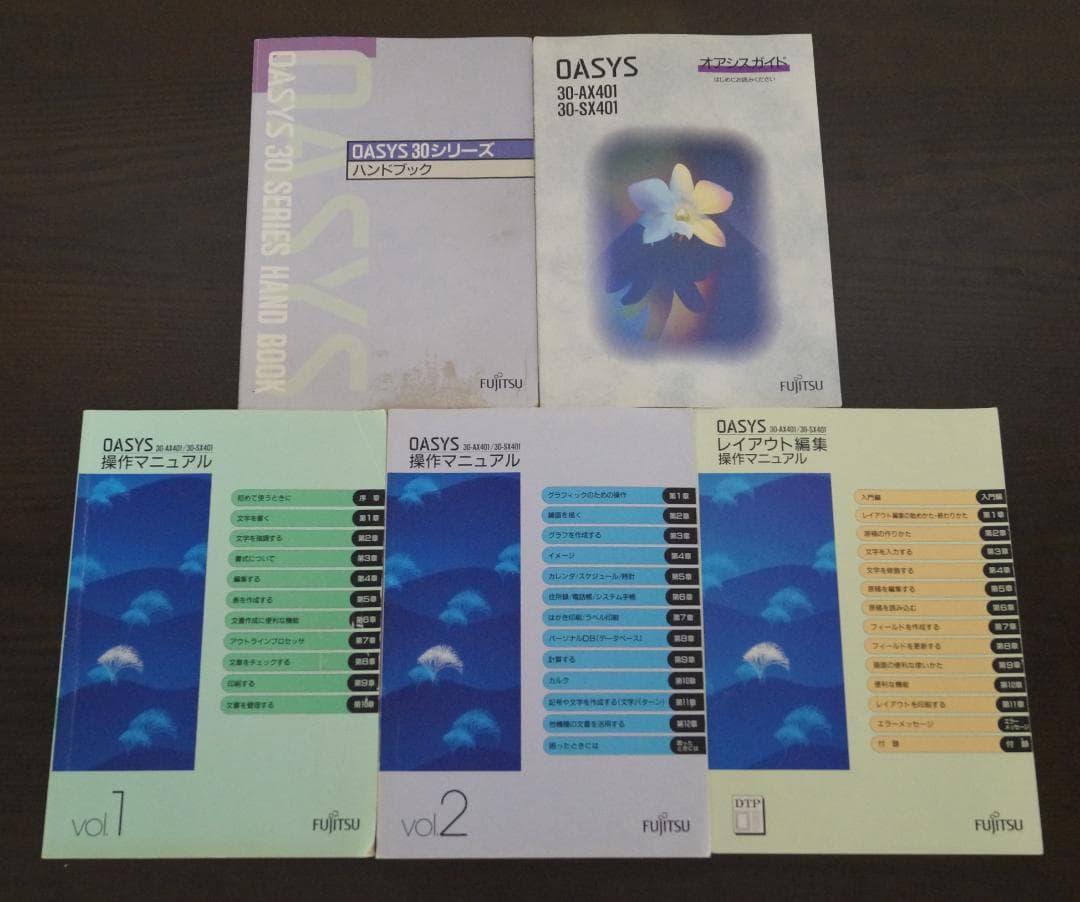 OASYS
OASYS 30 SERIES HAND BOOK
OASYS 30シリーズ
ハンドブック
FUJITSU
OASYS
30-AX401
30-SX401
オアシスガイド
はじめにお読みください
FUJITSU
OASYS 30-AX401/30-SX401
操作マニュアル
初めて使うときに 序 章
文字を書く 第1章
文字を強調する 第2章
書式について 第3章
編集する 第4章
表を作成する 第5章
文書作成に便利な機能 第6章
アウトラインプロセッサ 第7章
文章をチェックする 第8章
印刷する 第9章
文書を管理する 第10章
vol.1
FUJITSU
OASYS 30-AX401/30-SX401
操作マニュアル
グラフィックのための操作 第1章
線画を描く 第2章
グラフを作成する 第3章
イメージ 第4章
カレンダ/スケジュール/時計 第5章
住所録/電話帳/システム手帳 第6章
はがき印刷/ラベル印刷 第7章
パーソナルDB(データベース) 第8章
計算する 第9章
カルク 第10章
記号や文字を作成する(文字パターン) 第11章
他機種の文書を活用する 第12章
困ったときには 困った
ときには
vol.2
FUJITSU
OASYS 30-AX401/30-SX401
レイアウト編集
操作マニュアル
入門編 入門編
レイアウト編集の始めかた・終わりかた 第1章
原稿の作りかた 第2章
文字を入力する 第3章
文字を修飾する 第4章
原稿を編集する 第5章
原稿を読み込む 第6章
フィールドを作成する 第7章
フィールドを更新する 第8章
画面の便利な使いかた 第9章
便利な機能 第10章
レイアウトを印刷する 第11章
エラーメッセージ エラー
メッセージ
付 録 付 録
DTP
FUJITSU